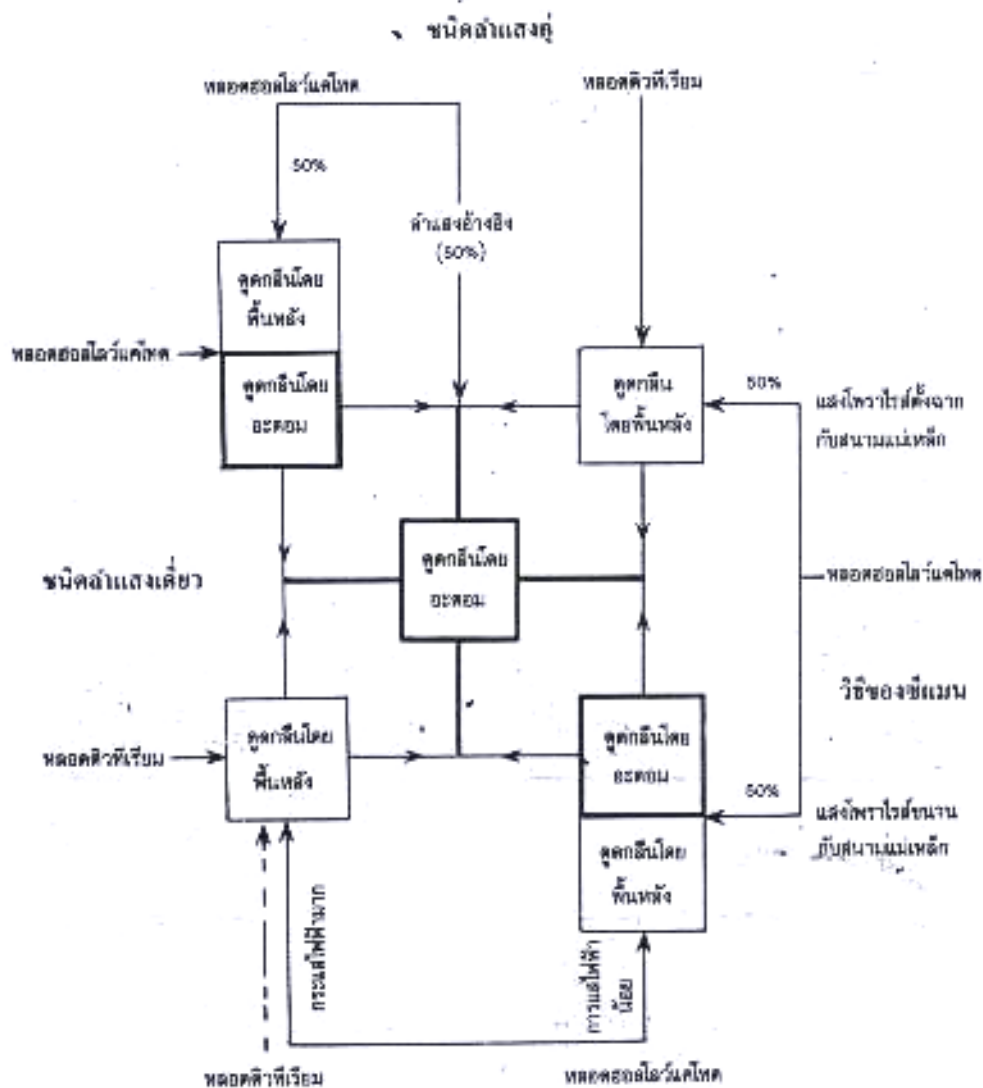 ชนิดลำแสงคู่
หลอดฮอลโลว์แคโทด
หลอดดิวทีเรียม
50%
ลำแสงอ้างอิง
(50%)
ดูดกลืนโดย
พื้นหลัง
หลอดฮอลโลว์แคโทด
ดูดกลืนโดย
อะตอม
ดูดกลืน
โดยพื้นหลัง
50%
แสงโพราไรส์ตั้งฉาก
กับสนามแม่เหล็ก
ชนิดลำแสงเดี่ยว
ดูดกลืนโดย
อะตอม
หลอดฮอลโลว์แคโทด
วิธีของซีแมน
หลอดดิวทีเรียม
ดูดกลืนโดย
พื้นหลัง
ดูดกลืนโดย
อะตอม
50%
แสงโพราไรส์ขนาน
กับสนามแม่เหล็ก
ดูดกลืนโดย
พื้นหลัง
กระแสไฟฟ้ามาก
การแสไฟฟ้า
น้อย
หลอดดิวทีเรียม
หลอดฮอลโลว์แคโทด